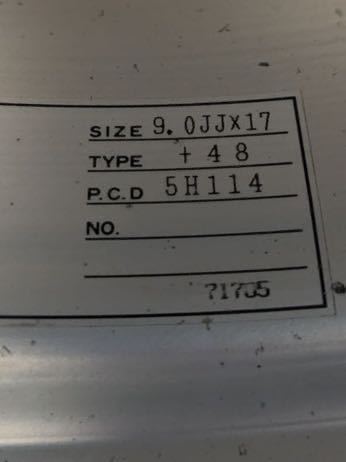 SIZE 9.0JJX17
TYPE +48
P.C.D 5H114
NO.
71705